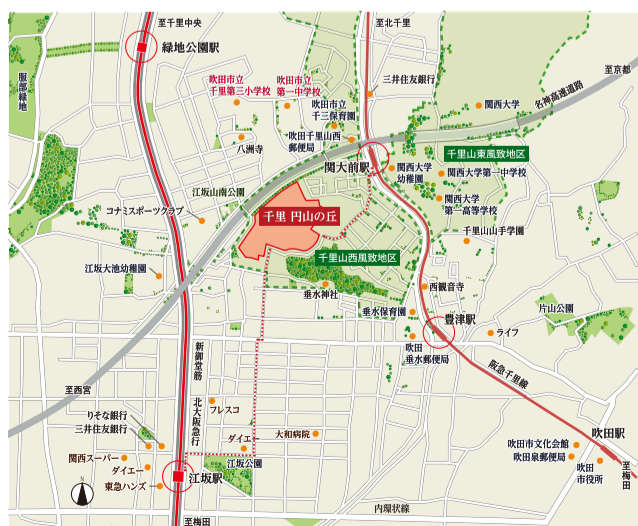 至千里中央
至北千里
緑地公園駅
三井住友銀行
至京都
名神高速道路
服部緑地
吹田市立
千里第三小学校
吹田市立
第一中学校
関西大学
吹田市立
千三保育園
八洲寺
吹田千里山西
郵便局
千里山東風致地区
関大前駅
関西大学
幼稚園
関西大学第一中学校
江坂山南公園
関西大学
第一高等学校
コナミスポーツクラブ
千里 円山の丘
千里山山手学園
千里山西風致地区
江坂大池幼稚園
垂水神社
西観音寺
垂水保育園
豊津駅
片山公園
ライフ
吹田
垂水郵便局
新御堂筋
阪急千里線
至西宮
北大阪急行
フレスコ
りそな銀行
三井住友銀行
ダイエー
大和病院
吹田駅
吹田市文化会館
吹田泉郵便局
関西スーパー
ダイエー
東急ハンズ
江坂公園
江坂駅
吹田
市役所
至梅田
内環状線
至梅田